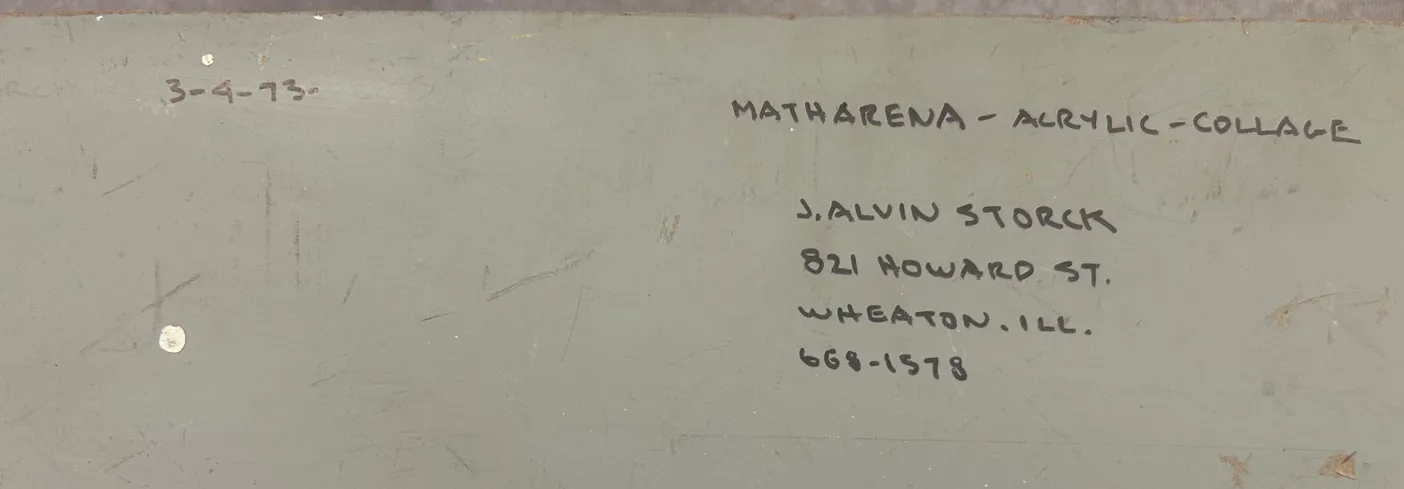 3-4-73-
MATHARENA - ACRYLIC - COLLAGE
J. ALVIN STORCK
821 HOWARD ST.
WHEATON. ILL.
668-1578